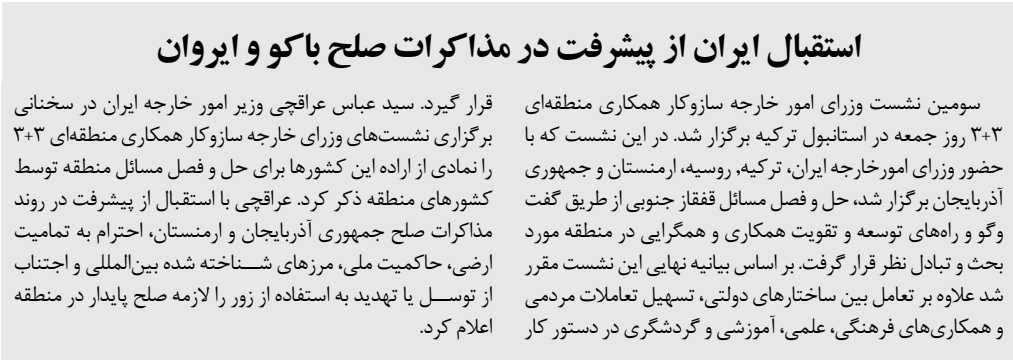 استقبال ایران از پیشرفت در مذاکرات صلح باکو و ایروان
سومین نشست وزرای امور خارجه سازوکار همکاری منطقه‌ای
۳+۳ روز جمعه در استانبول ترکیه برگزار شد. در این نشست که با
حضور وزرای امورخارجه ایران، ترکیه, روسیه، ارمنستان و جمهوری
آذربایجان برگزار شد، حل و فصل مسائل قفقاز جنوبی از طریق گفت
وگو و راه‌های توسعه و تقویت همکاری و همگرایی در منطقه مورد
بحث و تبادل نظر قرار گرفت. بر اساس بیانیه نهایی این نشست مقرر
شد علاوه بر تعامل بین ساختارهای دولتی، تسهیل تعاملات مردمی
و همکاری‌های فرهنگی، علمی، آموزشی و گردشگری در دستور کار
قرار گیرد. سید عباس عراقچی وزیر امور خارجه ایران در سخنانی
برگزاری نشست‌های وزرای خارجه سازوکار همکاری منطقه‌ای ۳+۳
را نمادی از اراده این کشورها برای حل و فصل مسائل منطقه توسط
کشورهای منطقه ذکر کرد. عراقچی با استقبال از پیشرفت در روند
مذاکرات صلح جمهوری آذربایجان و ارمنستان، احترام به تمامیت
ارضی، حاکمیت ملی، مرزهای شناخته شده بین‌المللی و اجتناب
از توسل یا تهدید به استفاده از زور را لازمه صلح پایدار در منطقه
اعلام کرد.